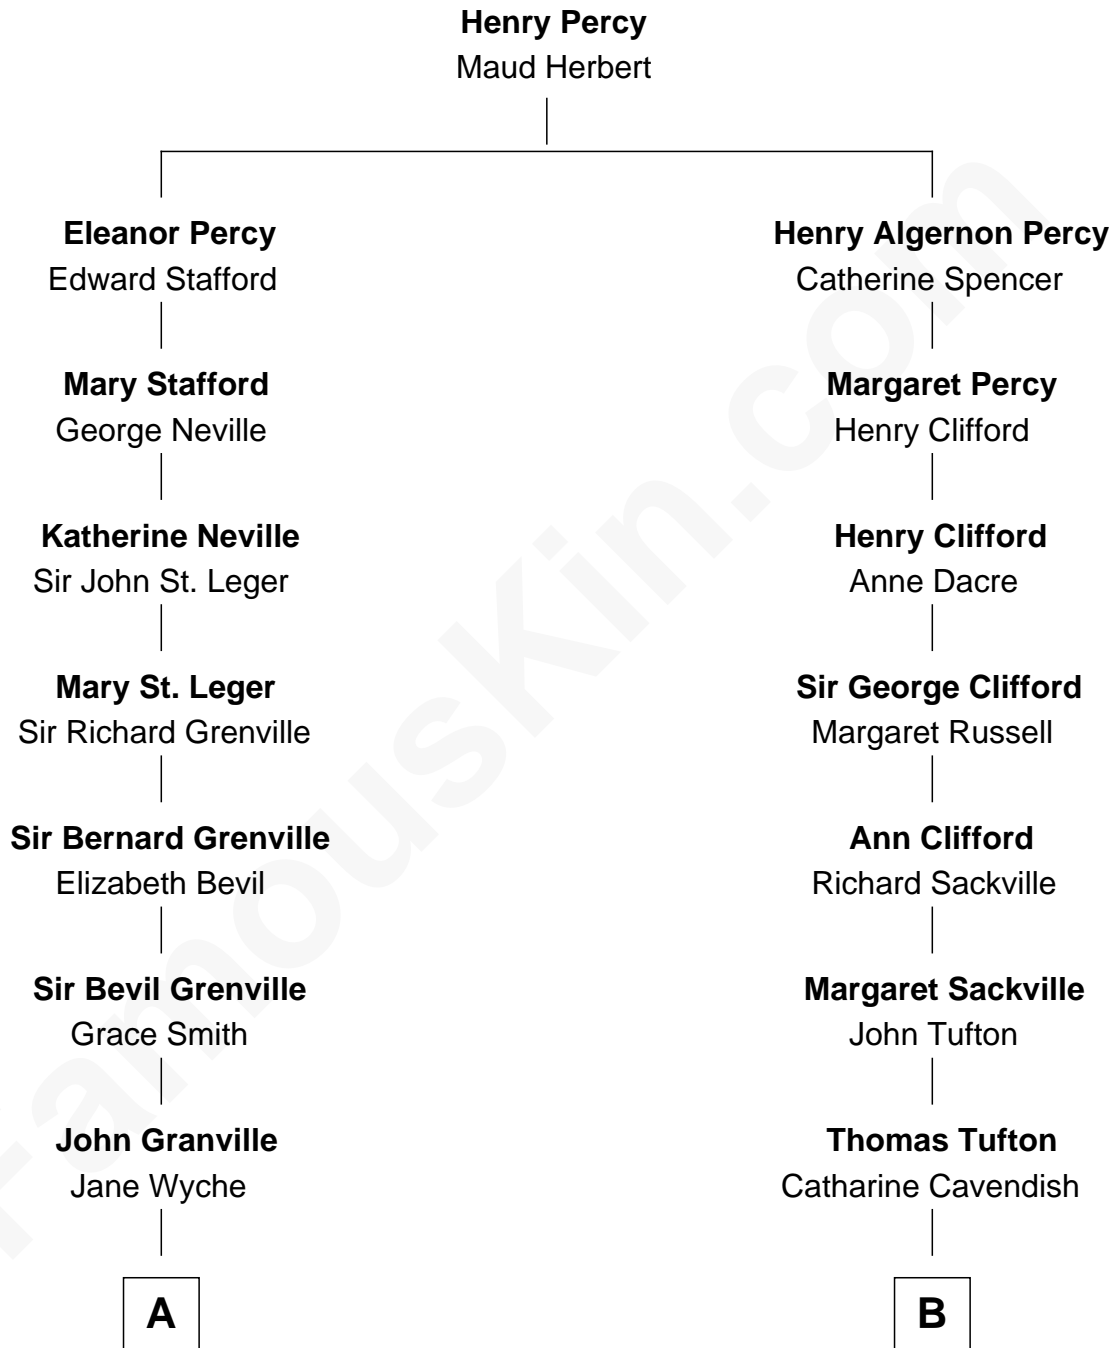 Henry Percy
Maud Herbert
Eleanor Percy
Edward Stafford
Henry Algernon Percy
Catherine Spencer
Mary Stafford
George Neville
Margaret Percy
Henry Clifford
Katherine Neville
Sir John St. Leger
Henry Clifford
Anne Dacre
Mary St. Leger
Sir Richard Grenville
Sir George Clifford
Margaret Russell
Sir Bernard Grenville
Elizabeth Bevil
Ann Clifford
Richard Sackville
Sir Bevil Grenville
Grace Smith
Margaret Sackville
John Tufton
John Granville
Jane Wyche
Thomas Tufton
Catharine Cavendish
A
B
FamousKin.com